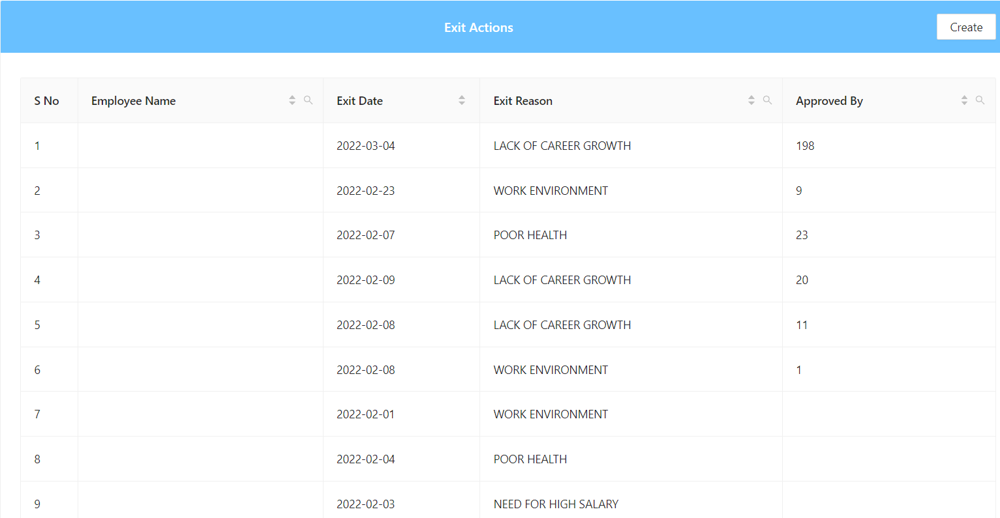 Exit Actions
Create
S No Employee Name Exit Date Exit Reason Approved By
1 2022-03-04 LACK OF CAREER GROWTH 198
2 2022-02-23 WORK ENVIRONMENT 9
3 2022-02-07 POOR HEALTH 23
4 2022-02-09 LACK OF CAREER GROWTH 20
5 2022-02-08 LACK OF CAREER GROWTH 11
6 2022-02-08 WORK ENVIRONMENT 1
7 2022-02-01 WORK ENVIRONMENT
8 2022-02-04 POOR HEALTH
9 2022-02-03 NEED FOR HIGH SALARY